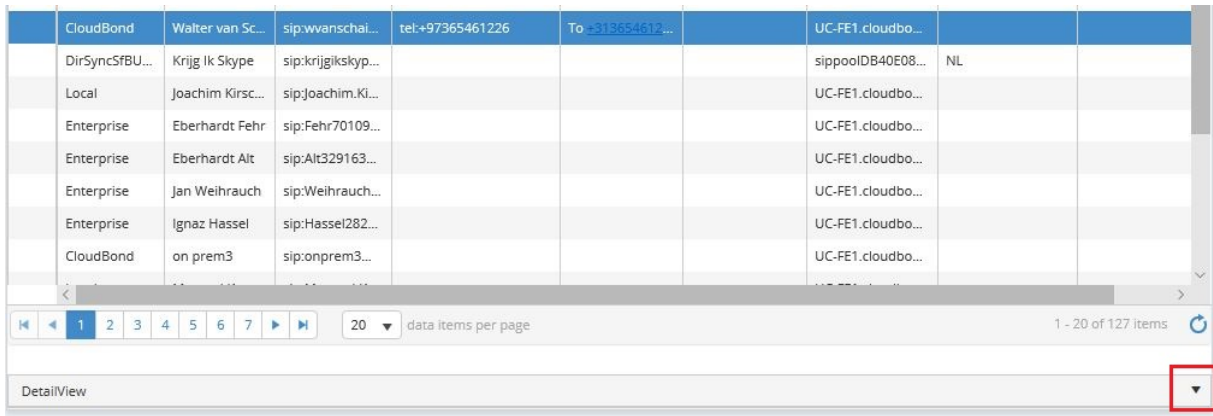 CloudBond Walter van Sc... sip:wvanschai... tel:+97365461226 To +313654612... UC-FE1.cloudbo...
DirSyncSfBU... Krijg Ik Skype sip:krijgikskyp... sippoolDB40E08... NL
Local Joachim Kirsc... sip:Joachim.Ki... UC-FE1.cloudbo...
Enterprise Eberhardt Fehr sip:Fehr70109... UC-FE1.cloudbo...
Enterprise Eberhardt Alt sip:Alt329163... UC-FE1.cloudbo...
Enterprise Jan Weihrauch sip:Weihrauch... UC-FE1.cloudbo...
Enterprise Ignaz Hassel sip:Hassel282... UC-FE1.cloudbo...
CloudBond on prem3 sip:onprem3... UC-FE1.cloudbo...
1 2 3 4 5 6 7 20 data items per page 1 - 20 of 127 items
DetailView